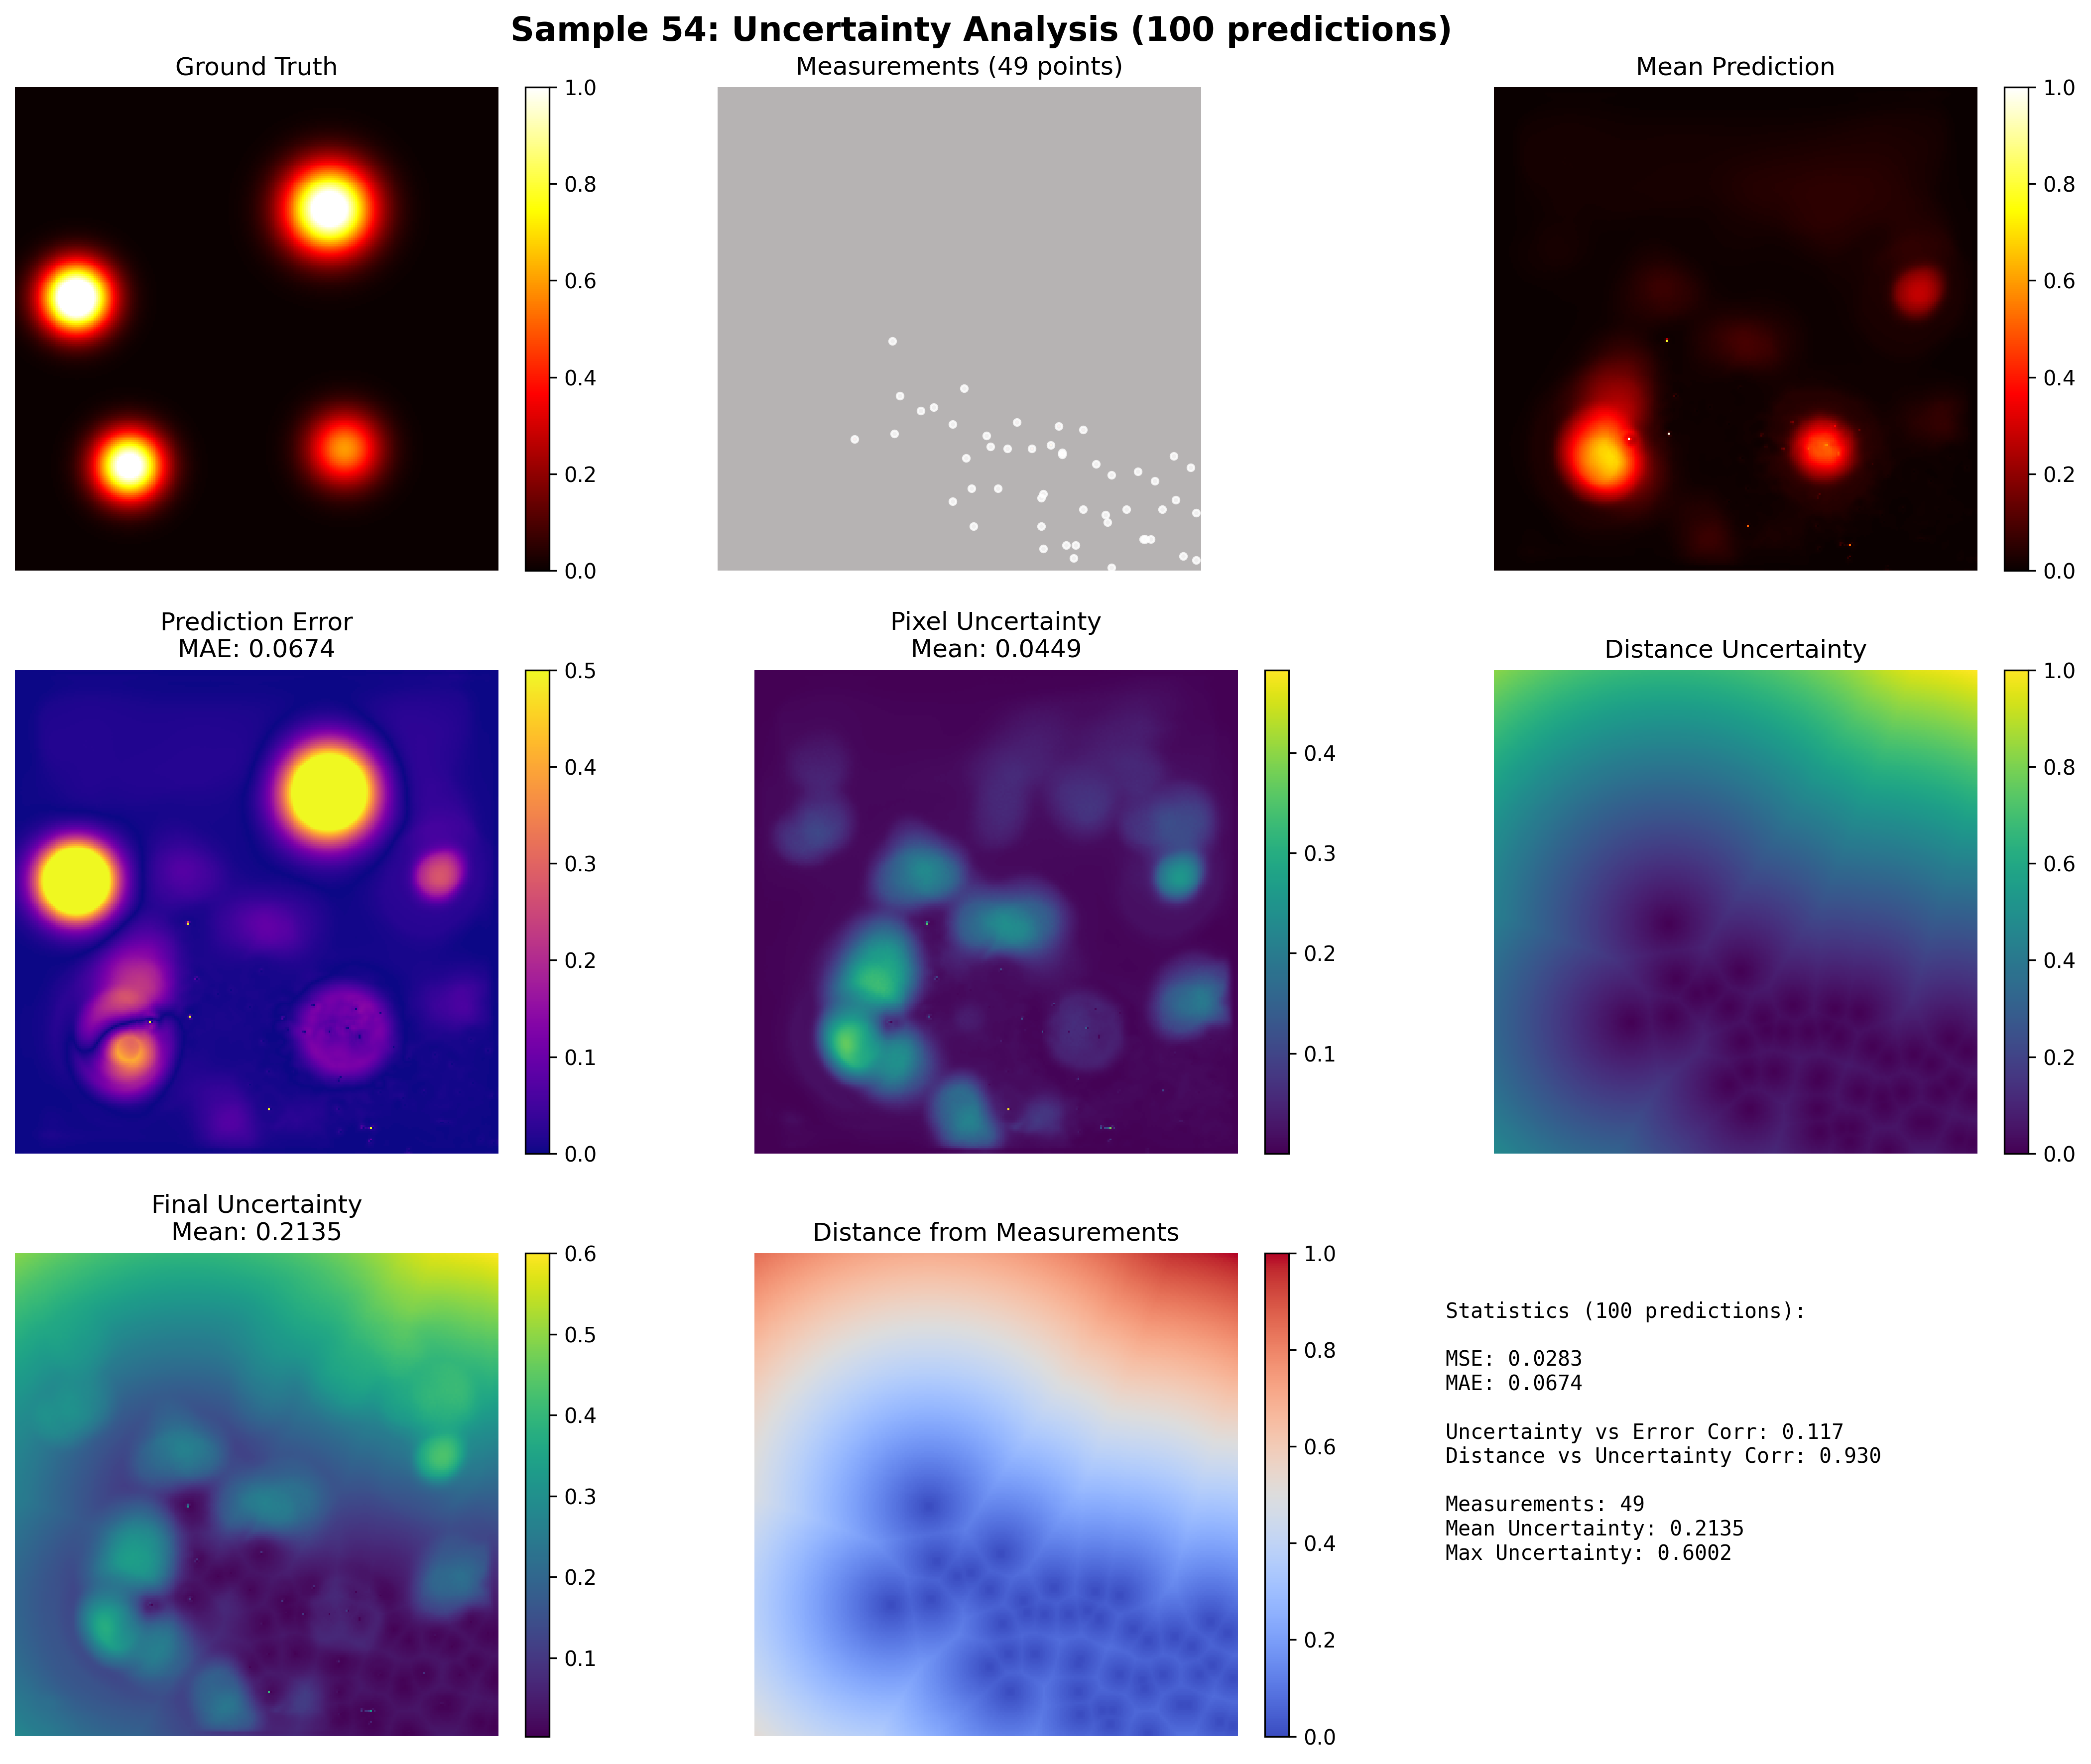 Sample 54: Uncertainty Analysis (100 predictions)
Ground Truth
1.0
0.8
0.6
0.4
0.2
0.0
Measurements (49 points)
Mean Prediction
1.0
0.8
0.6
0.4
0.2
0.0
Prediction Error
MAE: 0.0674
0.5
0.4
0.3
0.2
0.1
0.0
Pixel Uncertainty
Mean: 0.0449
0.4
0.3
0.2
0.1
Distance Uncertainty
1.0
0.8
0.6
0.4
0.2
0.0
Final Uncertainty
Mean: 0.2135
0.6
0.5
0.4
0.3
0.2
0.1
Distance from Measurements
1.0
0.8
0.6
0.4
0.2
0.0
Statistics (100 predictions):
MSE: 0.0283
MAE: 0.0674
Uncertainty vs Error Corr: 0.117
Distance vs Uncertainty Corr: 0.930
Measurements: 49
Mean Uncertainty: 0.2135
Max Uncertainty: 0.6002